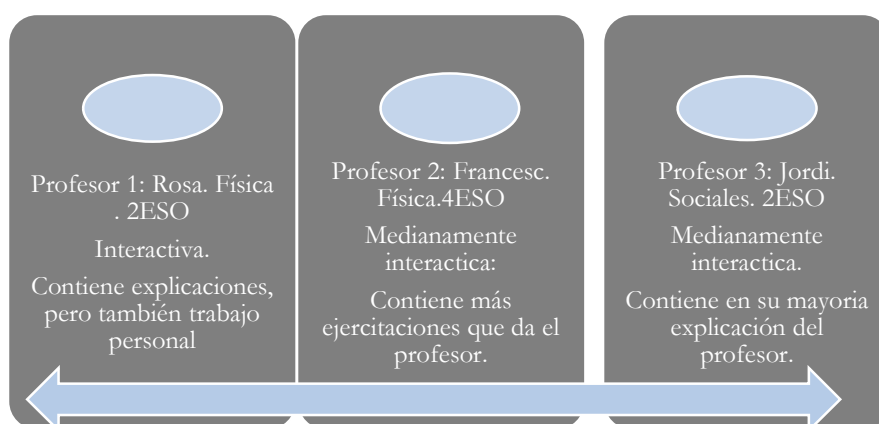 Profesor 1: Rosa. Física
. 2ESO
Interactiva.
Contiene explicaciones,
pero también trabajo
personal
Profesor 2: Francesc.
Física.4ESO
Medianamente
interactica:
Contiene más
ejercitaciones que da el
profesor.
Profesor 3: Jordi.
Sociales. 2ESO
Medianamente
interactica.
Contiene en su mayoria
explicación del
profesor.